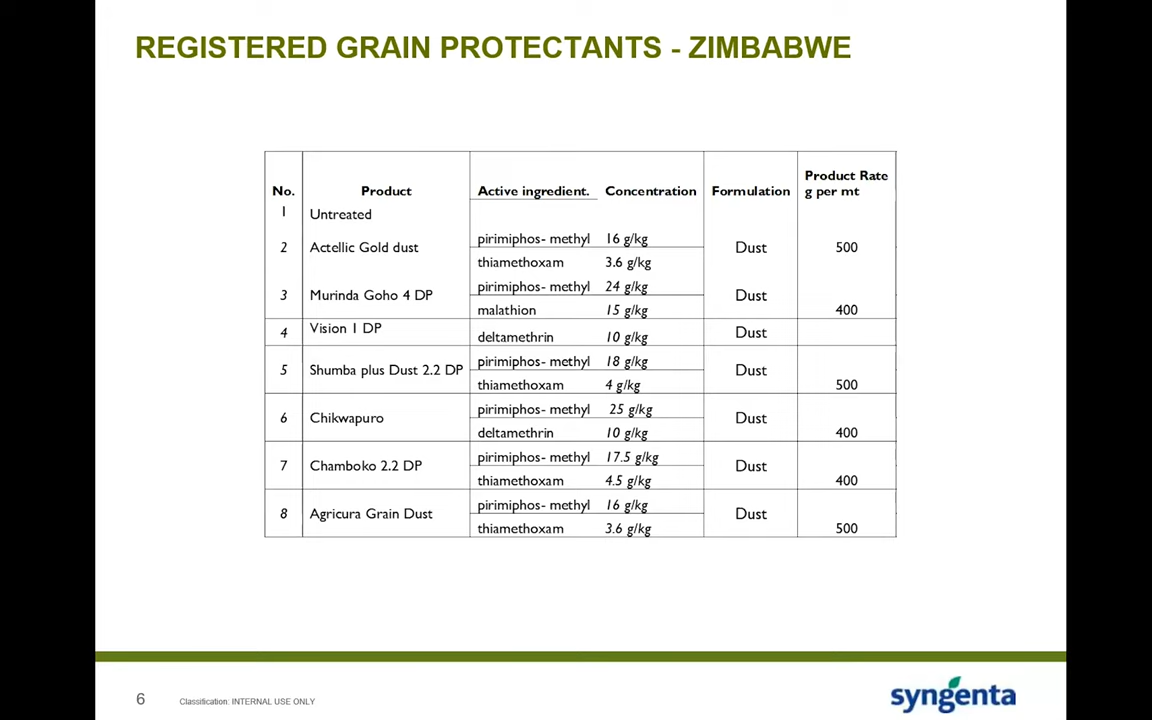 REGISTERED GRAIN PROTECTANTS - ZIMBABWE
No. Product Active ingredient. Concentration Formulation Product Rate g per mt
1 Untreated
2 Actellic Gold dust pirimiphos- methyl 16 g/kg Dust 500
thiamethoxam 3.6 g/kg
3 Murinda Goho 4 DP pirimiphos- methyl 24 g/kg Dust
malathion 15 g/kg 400
4 Vision 1 DP deltamethrin 10 g/kg Dust
5 Shumba plus Dust 2.2 DP pirimiphos- methyl 18 g/kg Dust
thiamethoxam 4 g/kg 500
6 Chikwapuro pirimiphos- methyl 25 g/kg Dust
deltamethrin 10 g/kg 400
7 Chamboko 2.2 DP pirimiphos- methyl 17.5 g/kg Dust
thiamethoxam 4.5 g/kg 400
8 Agricura Grain Dust pirimiphos- methyl 16 g/kg Dust
thiamethoxam 3.6 g/kg 500
6 Classification: INTERNAL USE ONLY
syngenta